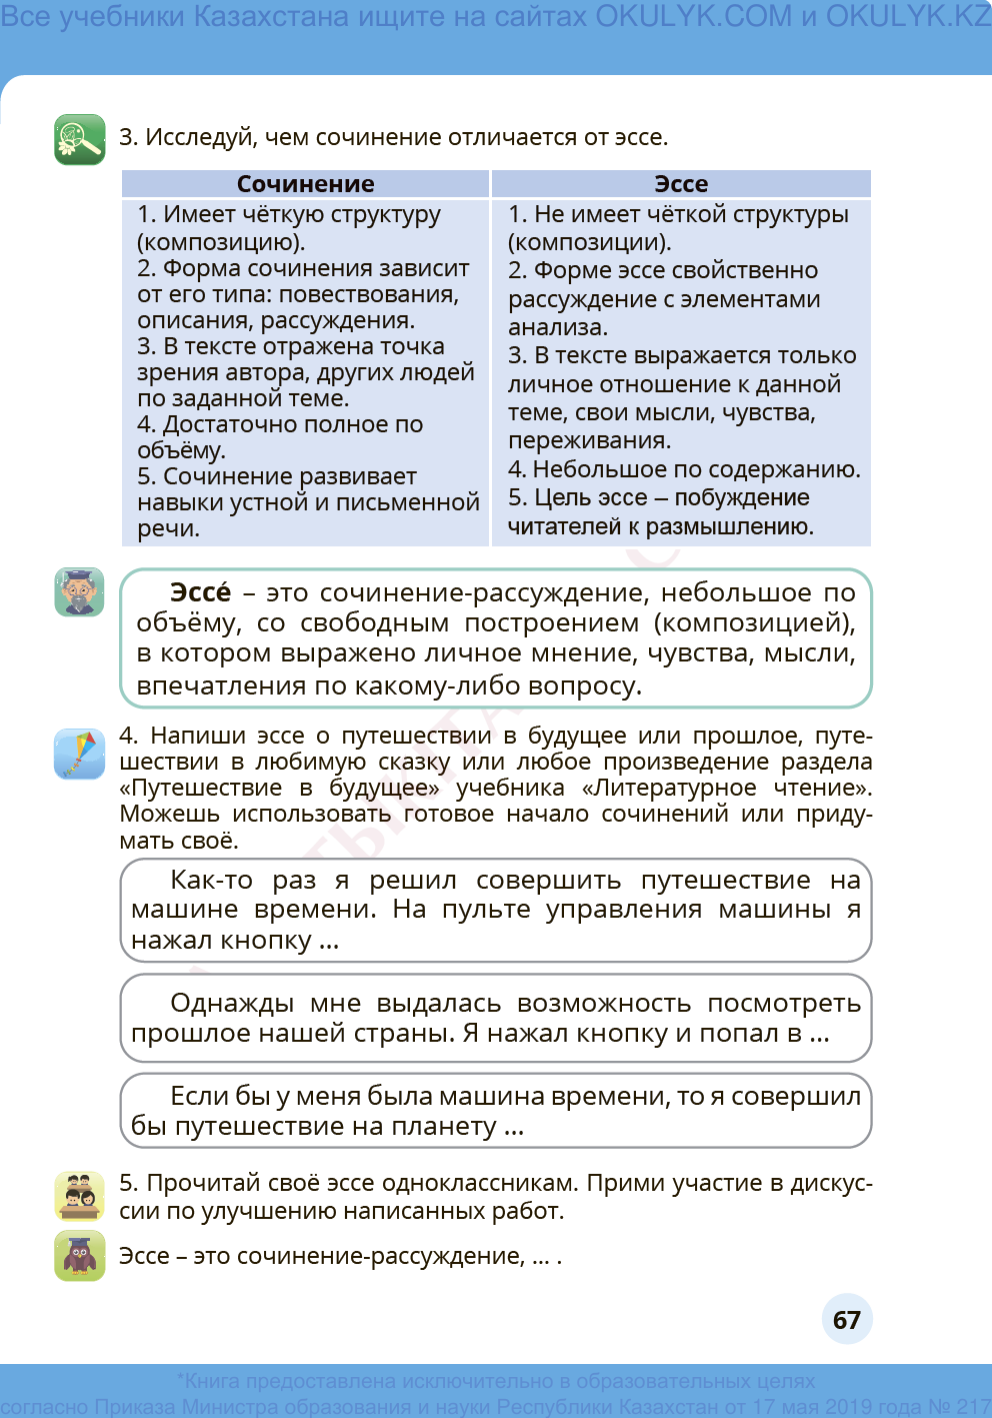 Все учебники Казахстана ищите на сайтах OKULYK.COM и OKULYK.KZ
3. Исследуй, чем сочинение отличается от эссе.
Сочинение
1. Имеет чёткую структуру
(композицию).
2. Форма сочинения зависит
от его типа: повествования,
описания, рассуждения.
3. В тексте отражена точка
зрения автора, других людей
по заданной теме.
4. Достаточно полное по
объёму.
5. Сочинение развивает
навыки устной и письменной
речи.
Эссе
1. Не имеет чёткой структуры
(композиции).
2. Форме эссе свойственно
рассуждение с элементами
анализа.
3. В тексте выражается только
личное отношение к данной
теме, свои мысли, чувства,
переживания.
4. Небольшое по содержанию.
5. Цель эссе – побуждение
читателей к размышлению.
Эссе́ – это сочинение-рассуждение, небольшое по
объёму, со свободным построением (композицией),
в котором выражено личное мнение, чувства, мысли,
впечатления по какому-либо вопросу.
4. Напиши эссе о путешествии в будущее или прошлое, путе-
шествии в любимую сказку или любое произведение раздела
«Путешествие в будущее» учебника «Литературное чтение».
Можешь использовать готовое начало сочинений или приду-
мать своё.
Как-то раз я решил совершить путешествие на
машине времени. На пульте управления машины я
нажал кнопку ...
Однажды мне выдалась возможность посмотреть
прошлое нашей страны. Я нажал кнопку и попал в ...
Если бы у меня была машина времени, то я совершил
бы путешествие на планету ...
5. Прочитай своё эссе одноклассникам. Прими участие в дискус-
сии по улучшению написанных работ.
Эссе – это сочинение-рассуждение, ... .
67
*Книга предоставлена исключительно в образовательных целях
согласно Приказа Министра образования и науки Республики Казахстан от 17 мая 2019 года № 217